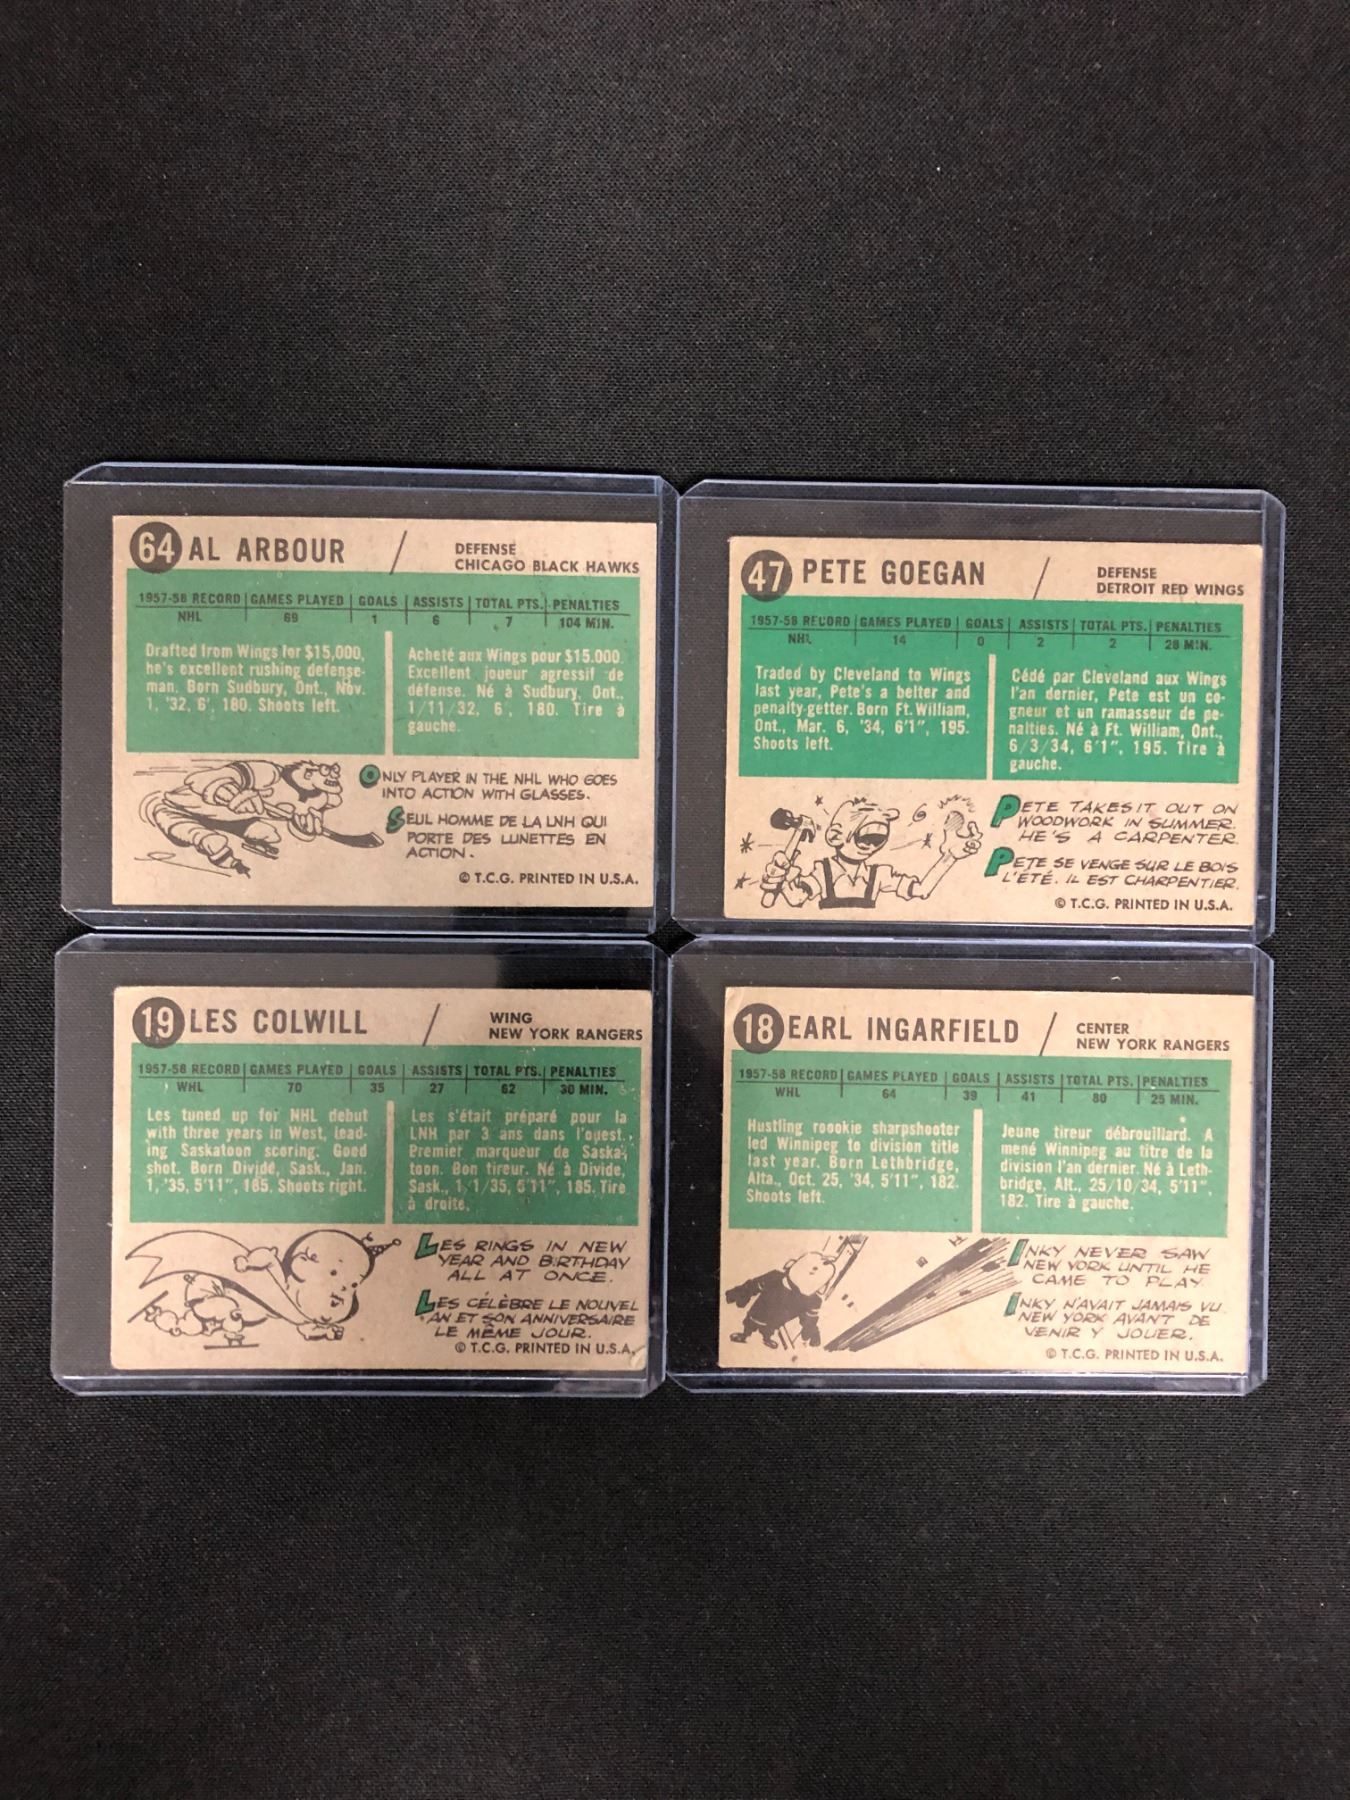 64 AL ARBOUR / DEFENSE
CHICAGO BLACK HAWKS
1957-58 RECORD GAMES PLAYED GOALS ASSISTS TOTAL PTS. PENALTIES
NHL 69 1 6 7 104 MIN.
Drafted from Wings for $15,000,
he's excellent rushing defense-
man. Born Sudbury, Ont., Nov.
1, '32, 6', 180. Shoots left.
Acheté aux Wings pour $15.000.
Excellent joueur agressif de
défense. Né à Sudbury, Ont.,
1/11/32, 6', 180. Tire à
gauche.
ONLY PLAYER IN THE NHL WHO GOES
INTO ACTION WITH GLASSES.
SEUL HOMME DE LA LNH QUI
PORTE DES LUNETTES EN
ACTION.
© T.C.G. PRINTED IN U.S.A.
47 PETE GOEGAN / DEFENSE
DETROIT RED WINGS
1957-58 RECORD GAMES PLAYED GOALS ASSISTS TOTAL PTS. PENALTIES
NHL 14 0 2 2 28 MIN.
Traded by Cleveland to Wings
last year, Pete's a belter and
penalty-getter. Born Ft. William,
Ont., Mar. 6, '34, 6'1", 195.
Shoots left.
Cédé par Cleveland aux Wings
l'an dernier, Pete est un co-
gneur et un ramasseur de pe-
nalties. Né à Ft. William, Ont.,
6/3/34, 6'1", 195. Tire à
gauche.
PETE TAKES IT OUT ON
WOODWORK IN SUMMER.
HE'S A CARPENTER.
PETE SE VENGE SUR LE BOIS
L'ÉTÉ. IL EST CHARPENTIER.
© T.C.G. PRINTED IN U.S.A.
19 LES COLWILL / WING
NEW YORK RANGERS
1957-58 RECORD GAMES PLAYED GOALS ASSISTS TOTAL PTS. PENALTIES
WHL 70 35 27 62 30 MIN.
Les tuned up for NHL debut
with three years in West, lead-
ing Saskatoon scoring. Good
shot. Born Divide, Sask., Jan.
1, '35, 5'11", 165. Shoots right.
Les s'était préparé pour la
LNH par 3 ans dans l'ouest.
Premier marqueur de Saska-
toon. Bon tireur. Né à Divide,
Sask., 1/1/35, 5'11", 165. Tire
à droite.
LES RINGS IN NEW
YEAR AND BIRTHDAY
ALL AT ONCE.
LES CÉLÈBRE LE NOUVEL
AN ET SON ANNIVERSAIRE
LE MÊME JOUR.
© T.C.G. PRINTED IN U.S.A.
18 EARL INGARFIELD / CENTER
NEW YORK RANGERS
1957-58 RECORD GAMES PLAYED GOALS ASSISTS TOTAL PTS. PENALTIES
WHL 64 39 41 80 25 MIN.
Hustling roookie sharpshooter
led Winnipeg to division title
last year. Born Lethbridge,
Alta., Oct. 25, '34, 5'11", 182.
Shoots left.
Jeune tireur débrouillard. A
mené Winnipeg au titre de la
division l'an dernier. Né à Leth-
bridge, Alt., 25/10/34, 5'11",
182. Tire à gauche.
INKY NEVER SAW
NEW YORK UNTIL HE
CAME TO PLAY.
INKY N'AVAIT JAMAIS VU
NEW YORK AVANT DE
VENIR Y JOUER.
© T.C.G. PRINTED IN U.S.A.